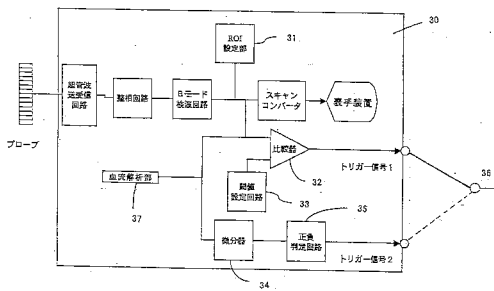 ROI
設定部
31
30
超音波
送受信
回路
整相回路
Bモード
検波回路
スキャン
コンバータ
表示装置
プローブ
比較器
トリガー信号1
36
血流解析部
32
37
閾値
設定回路
33
35
微分器
正負
判定回路
トリガー信号2
34